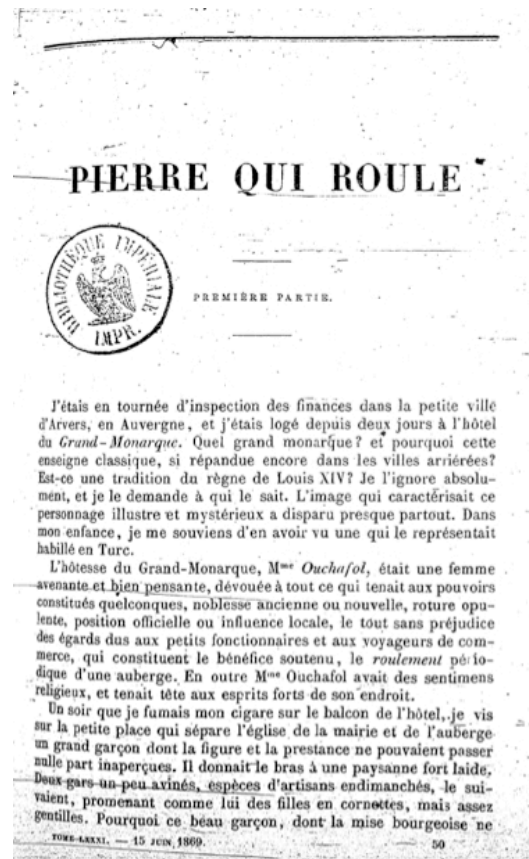 PIERRE QUI ROULE
BIBLIOTHÈQUE IMPÉRIALE
IMPR.
PREMIÈRE PARTIE.
J'étais en tournée d'inspection des finances dans la petite ville
d'Arvers, en Auvergne, et j'étais logé depuis deux jours à l'hôtel
du Grand-Monarque. Quel grand monarque? et pourquoi cette
enseigne classique, si répandue encore dans les villes arriérées?
Est-ce une tradition du règne de Louis XIV? Je l'ignore absolu-
ment, et je le demande à qui le sait. L'image qui caractérisait ce
personnage illustre et mystérieux a disparu presque partout. Dans
mon enfance, je me souviens d'en avoir vu une qui le représentait
habillé en Turc.
L'hôtesse du Grand-Monarque, Mme Ouchafol, était une femme
avenante et bien pensante, dévouée à tout ce qui tenait aux pouvoirs
constitués quelconques, noblesse ancienne ou nouvelle, roture opu-
lente, position officielle ou influence locale, le tout sans préjudice
des égards dus aux petits fonctionnaires et aux voyageurs de com-
merce, qui constituent le bénéfice soutenu, le roulement pério-
dique d'une auberge. En outre Mme Ouchafol avait des sentimens
religieux, et tenait tête aux esprits forts de son endroit.
Un soir que je fumais mon cigare sur le balcon de l'hôtel, je vis
sur la petite place qui sépare l'église de la mairie et de l'auberge
un grand garçon dont la figure et la prestance ne pouvaient passer
nulle part inaperçues. Il donnait le bras à une paysanne fort laide.
Deux gars un peu avinés, espèces d'artisans endimanchés, le sui-
vaient, promenant comme lui des filles en cornettes, mais assez
gentilles. Pourquoi ce beau garçon, dont la mise bourgeoise ne
TOME LXXXI. — 15 JUIN 1869. 50